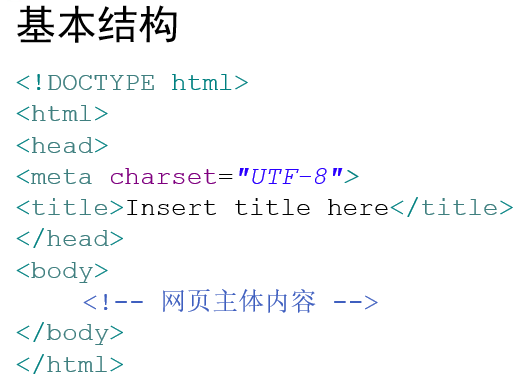 基本结构
<!DOCTYPE html>
<html>
<head>
<meta charset="UTF-8">
<title>Insert title here</title>
</head>
<body>
<!-- 网页主体内容 -->
</body>
</html>